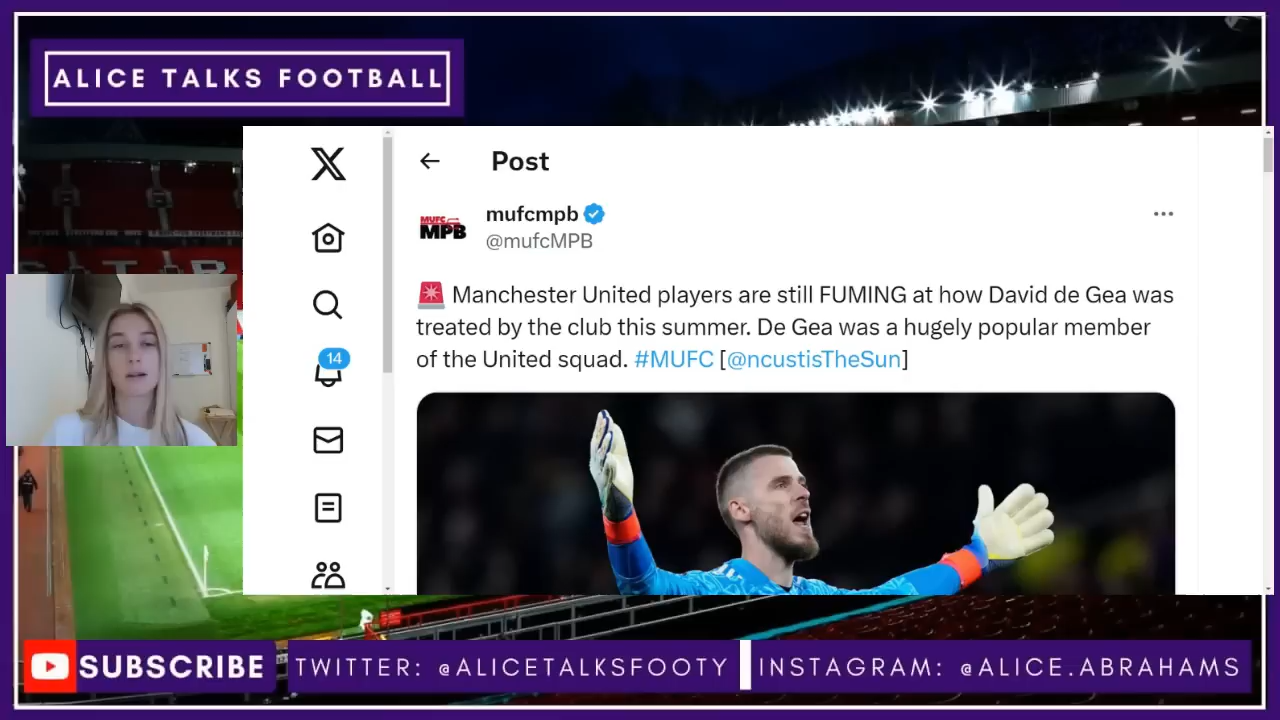 ALICE TALKS FOOTBALL
Post
MUFC
MPB
mufcmpb
@mufcMPB
🚨 Manchester United players are still FUMING at how David de Gea was
treated by the club this summer. De Gea was a hugely popular member
of the United squad. #MUFC [@ncustisTheSun]
14
SUBSCRIBE
TWITTER: @ALICETALKSFOOTY
INSTAGRAM: @ALICE.ABRAHAMS